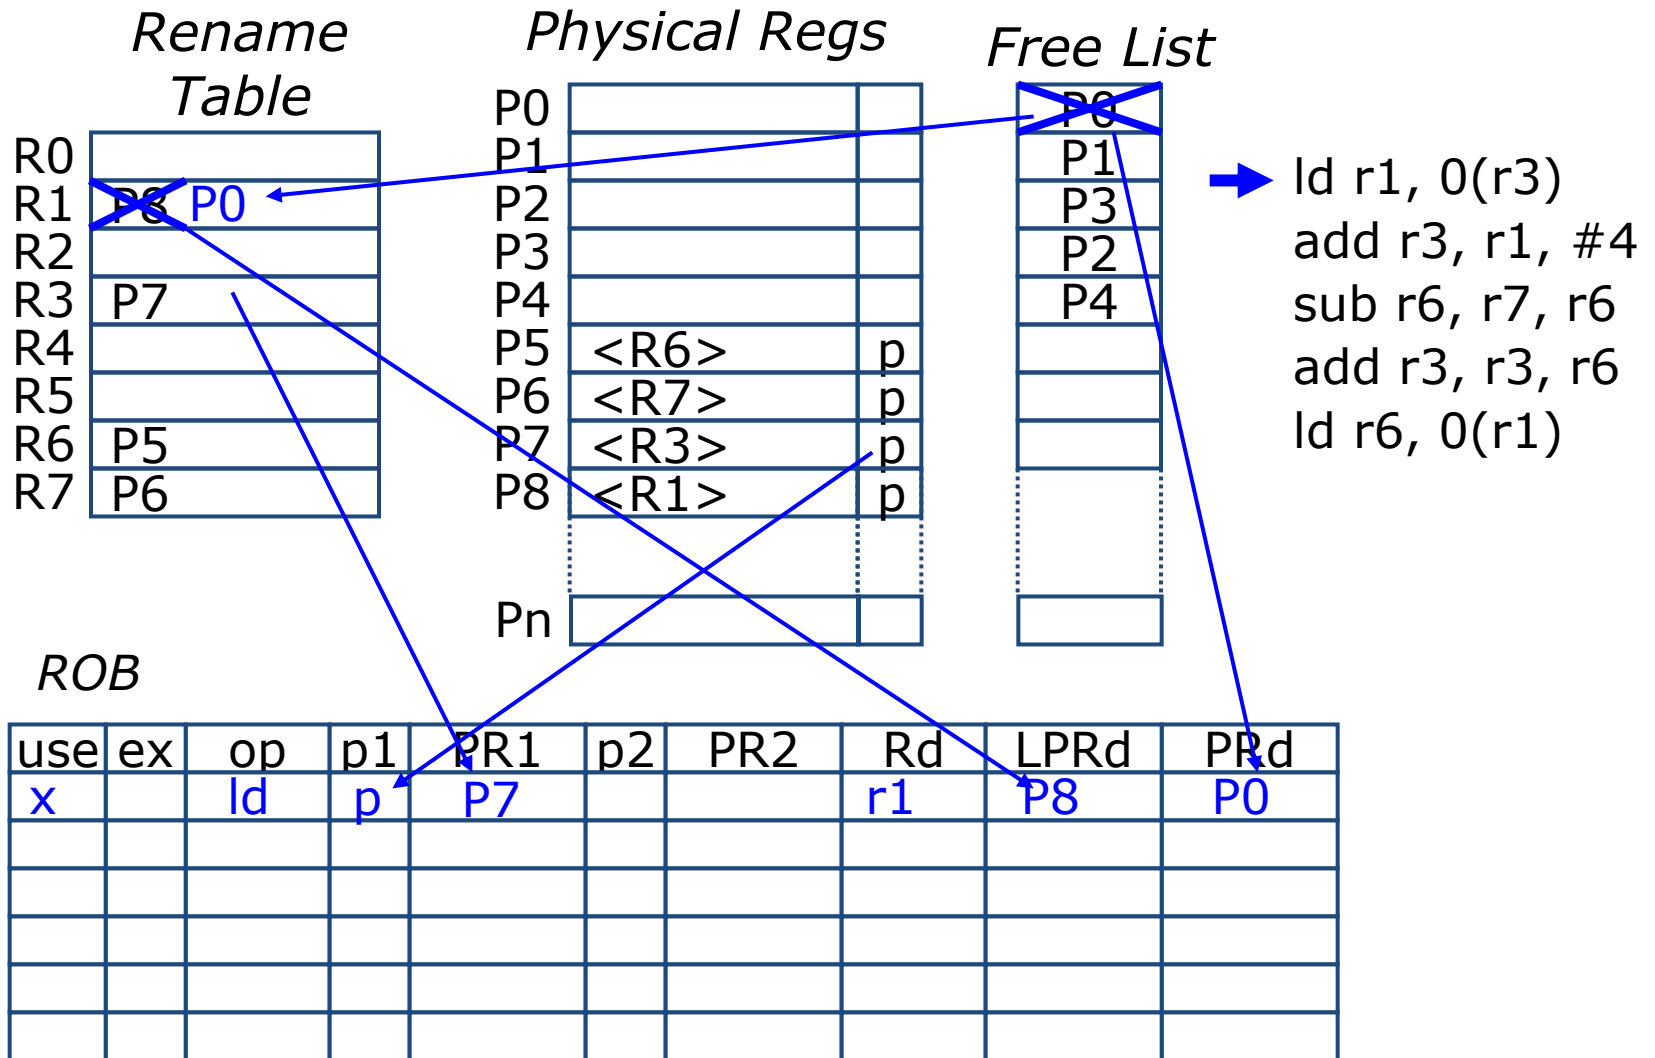 Rename
Table
Physical Regs
Free List
R0
R1 P8 P0
R2
R3 P7
R4
R5
R6 P5
R7 P6
P0
P1
P2
P3
P4
P5 <R6> p
P6 <R7> p
P7 <R3> p
P8 <R1> p
Pn
P0
P1
P3
P2
P4
ld r1, 0(r3)
add r3, r1, #4
sub r6, r7, r6
add r3, r3, r6
ld r6, 0(r1)
ROB
use ex op p1 PR1 p2 PR2 Rd LPRd PRd
x ld p P7 r1 P8 P0